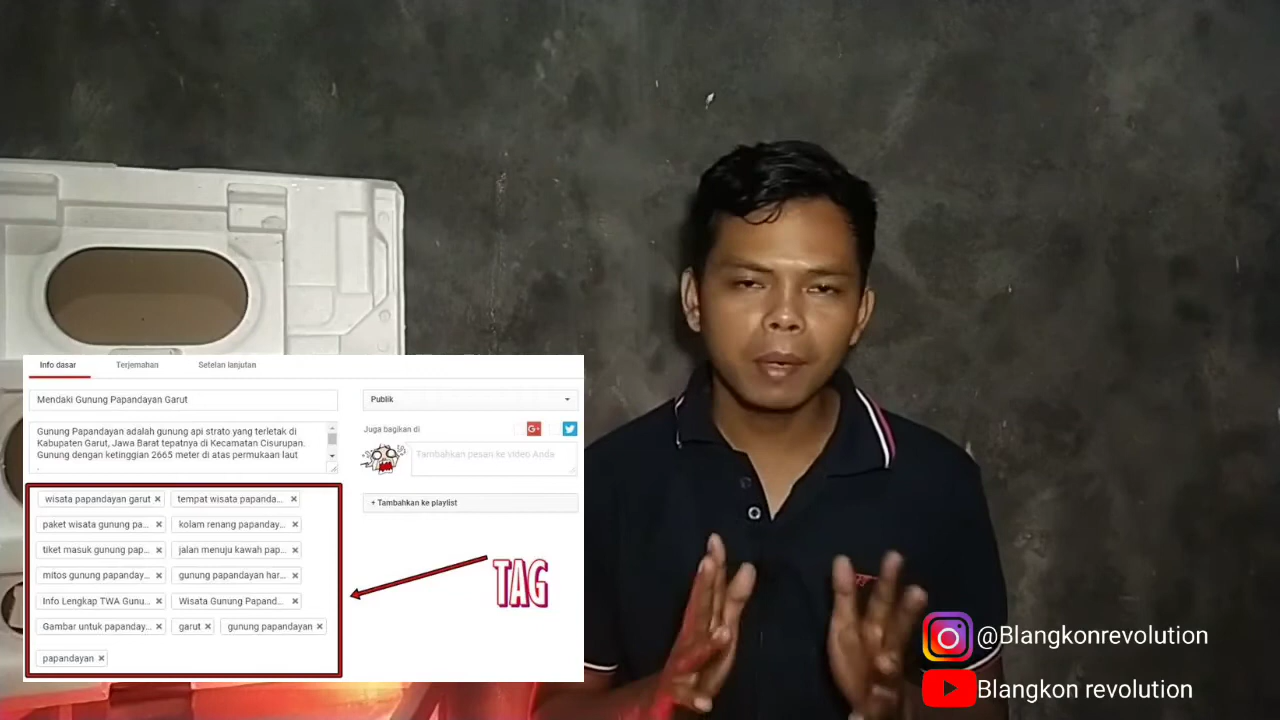 Info dasar
Terjemahan
Setelan lanjutan
Mendaki Gunung Papandayan Garut
Publik
Gunung Papandayan adalah gunung api strato yang terletak di
Kabupaten Garut, Jawa Barat tepatnya di Kecamatan Cisurupan.
Gunung dengan ketinggian 2665 meter di atas permukaan laut
.
Juga bagikan di
G+
Tambahkan pesan ke video Anda
+ Tambahkan ke playlist
wisata papandayan garut ×
tempat wisata papanda... ×
paket wisata gunung pa... ×
kolam renang papanday... ×
tiket masuk gunung pap... ×
jalan menuju kawah pap... ×
mitos gunung papanday... ×
gunung papandayan har... ×
Info Lengkap TWA Gunu... ×
Wisata Gunung Papand... ×
Gambar untuk papanday... ×
garut ×
gunung papandayan ×
papandayan ×
TAG
@Blangkonrevolution
Blangkon revolution